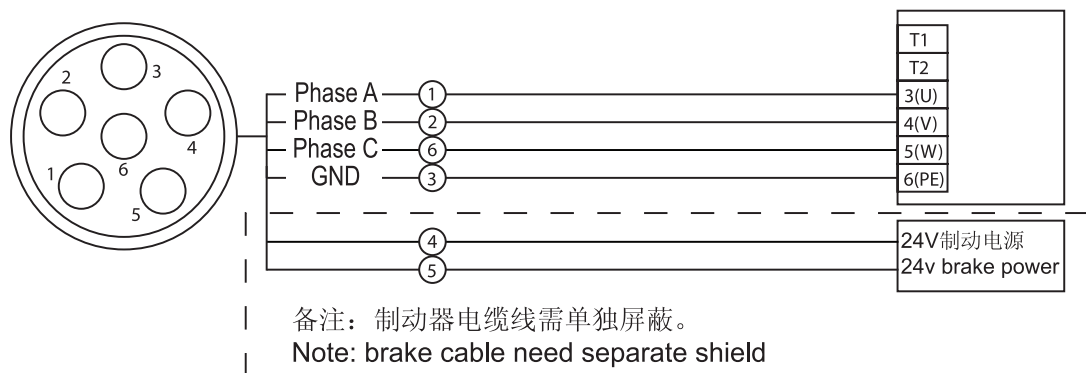 3
2
4
6
1
5
Phase A 1 3(U)
Phase B 2 4(V)
Phase C 6 5(W)
GND 3 6(PE)
T1
T2
4 24V制动电源
5 24v brake power
备注：制动器电缆线需单独屏蔽。
Note: brake cable need separate shield